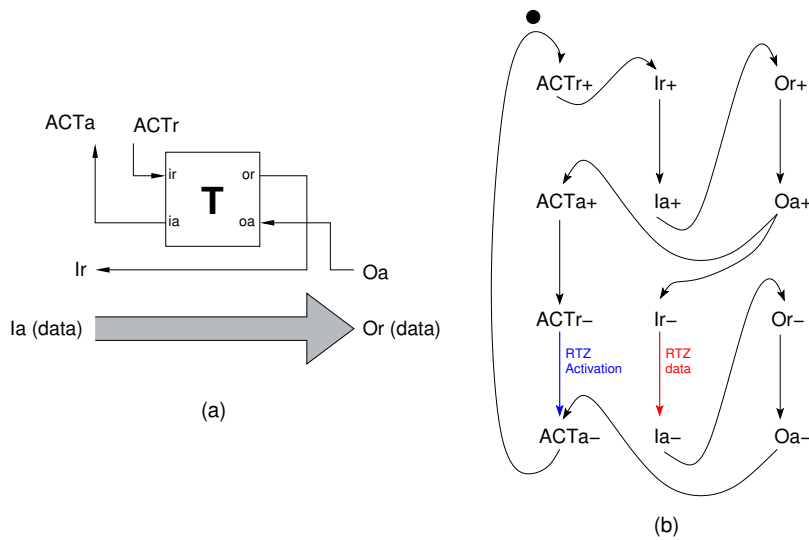 ACTa ACTr
ir or
T
ia oa
Ir Oa
Ia (data) Or (data)
(a)
ACTr+ Ir+ Or+
ACTa+ Ia+ Oa+
ACTr− Ir− Or−
RTZ
Activation
RTZ
data
ACTa− Ia− Oa−
(b)